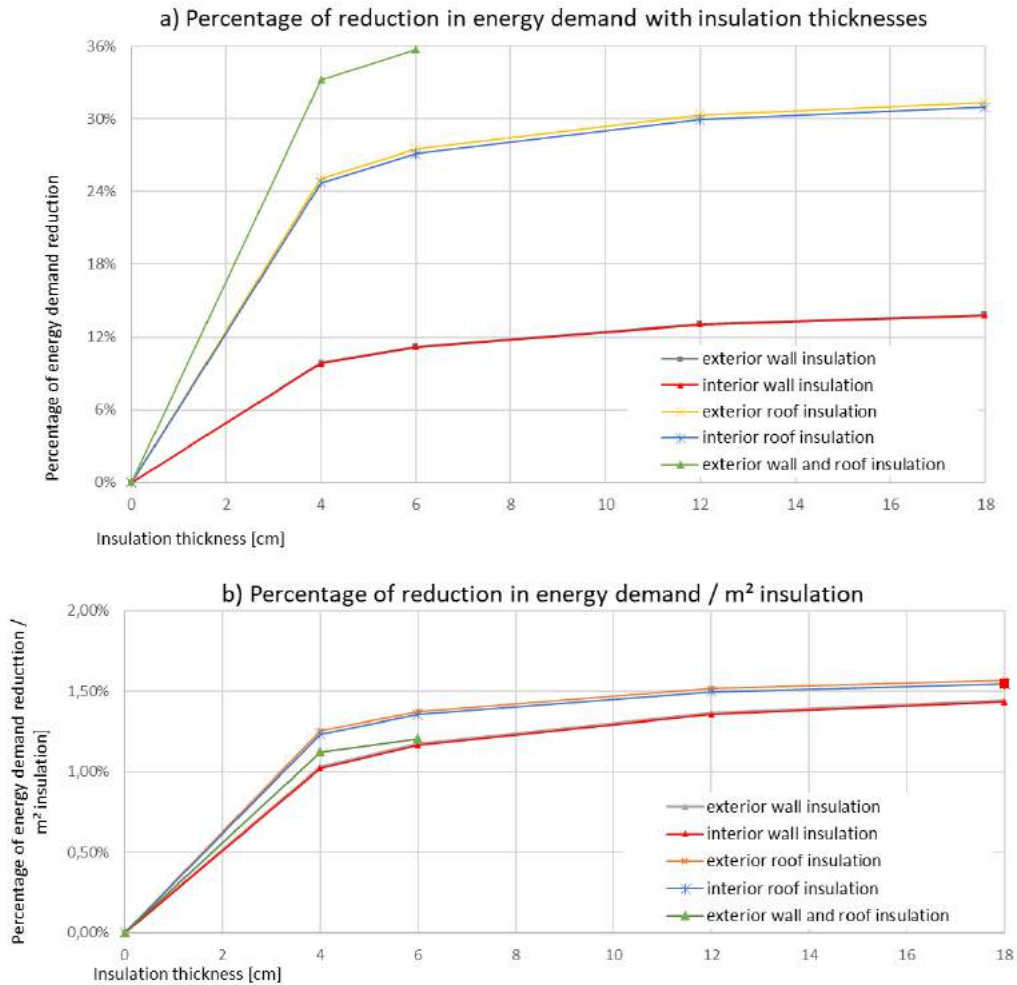 a) Percentage of reduction in energy demand with insulation thicknesses
Percentage of energy demand reduction
36%
30%
24%
18%
12%
6%
0%
exterior wall insulation
interior wall insulation
exterior roof insulation
interior roof insulation
exterior wall and roof insulation
0 2 4 6 8 10 12 14 16 18
Insulation thickness [cm]
b) Percentage of reduction in energy demand / m² insulation
Percentage of energy demand reducttion /
m² insulation]
2,00%
1,50%
1,00%
0,50%
0,00%
exterior wall insulation
interior wall insulation
exterior roof insulation
interior roof insulation
exterior wall and roof insulation
0 2 4 6 8 10 12 14 16 18
Insulation thickness [cm]